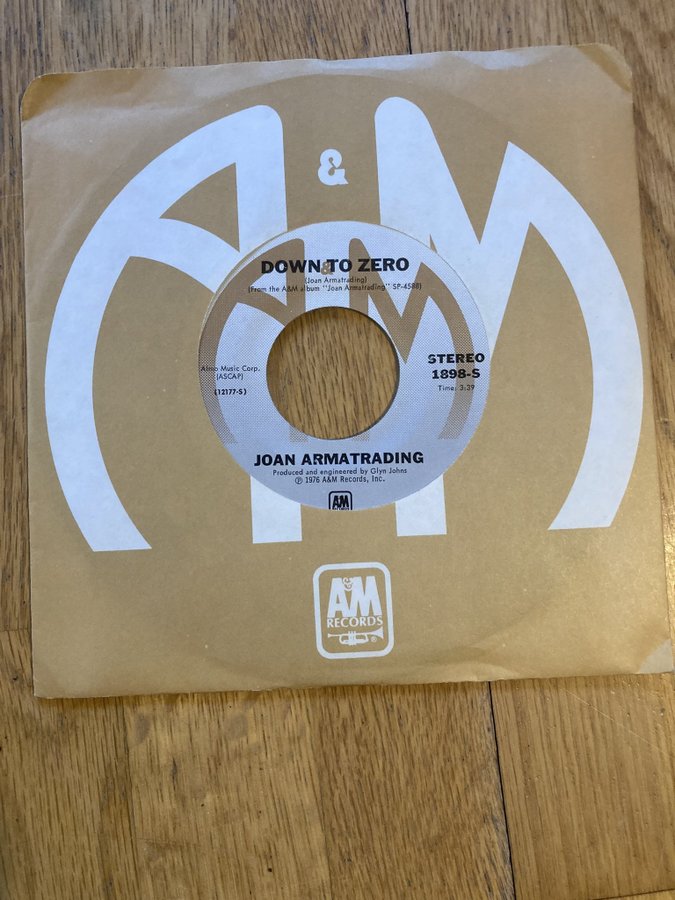 A&M
DOWN TO ZERO
(Joan Armatrading)
(From the A&M album "Joan Armatrading" SP-4588)
Almo Music Corp.
(ASCAP)
(12177-S)
STEREO
1898-S
Time: 3:39
JOAN ARMATRADING
Produced and engineered by Glyn Johns
℗ 1976 A&M Records, Inc.
A&M
A&M
RECORDS
®